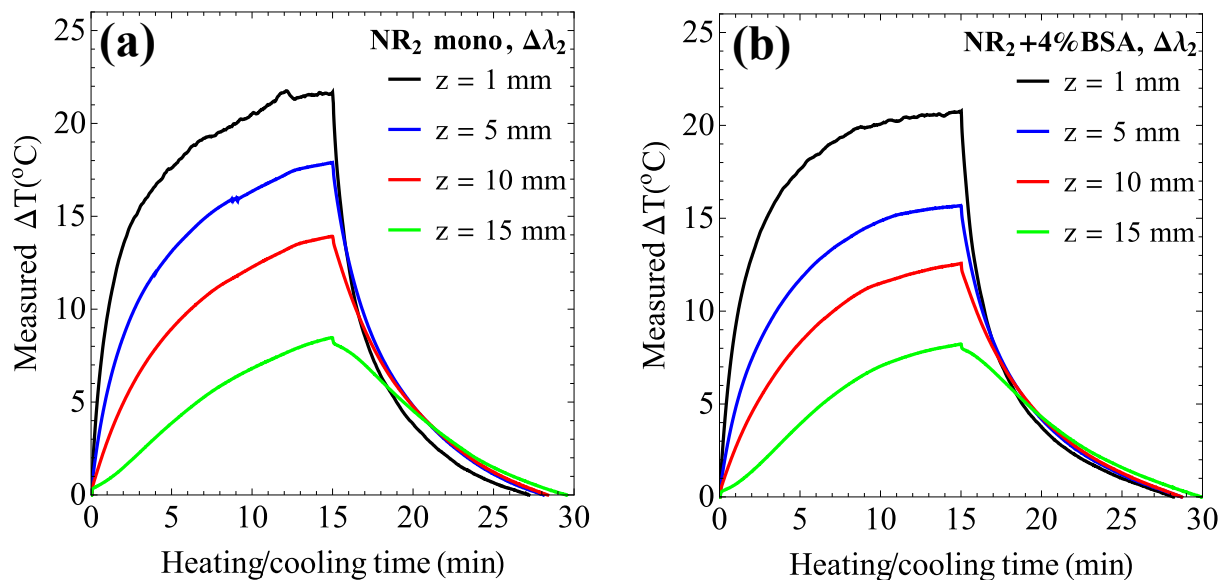 (a)
NR₂ mono, Δλ₂
z = 1 mm
z = 5 mm
z = 10 mm
z = 15 mm
Measured ΔT(°C)
25
20
15
10
5
0
0 5 10 15 20 25 30
Heating/cooling time (min)
(b)
NR₂+4%BSA, Δλ₂
z = 1 mm
z = 5 mm
z = 10 mm
z = 15 mm
Measured ΔT(°C)
25
20
15
10
5
0
0 5 10 15 20 25 30
Heating/cooling time (min)